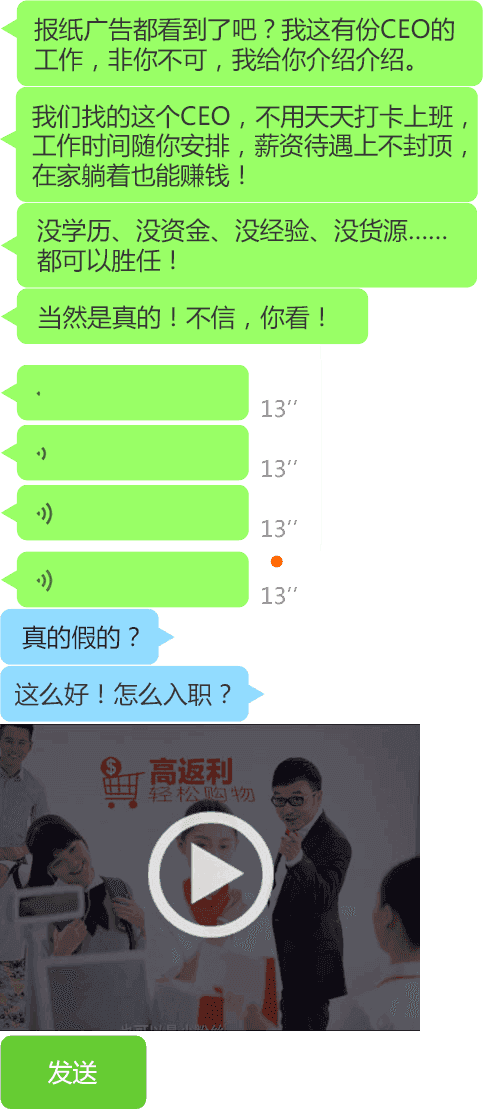 报纸广告都看到了吧？我这有份CEO的
工作，非你不可，我给你介绍介绍。
我们找的这个CEO，不用天天打卡上班，
工作时间随你安排，薪资待遇上不封顶，
在家躺着也能赚钱！
没学历、没资金、没经验、没货源……
都可以胜任！
当然是真的！不信，你看！
13′′
13′′
13′′
13′′
真的假的？
这么好！怎么入职？
$
高返利
轻松购物
发送